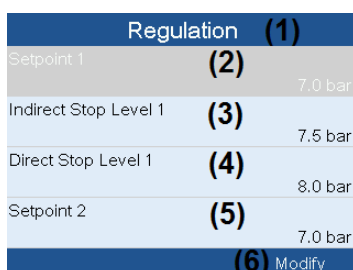 Regulation (1)
Setpoint 1 (2)
7.0 bar
Indirect Stop Level 1 (3)
7.5 bar
Direct Stop Level 1 (4)
8.0 bar
Setpoint 2 (5)
7.0 bar
(6) Modify